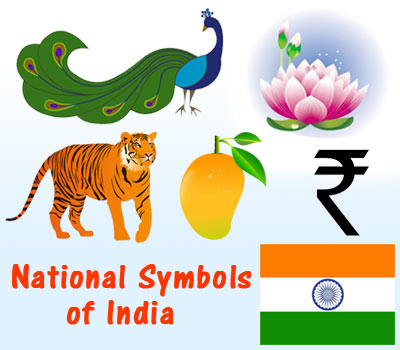 ₹
National Symbols
of India